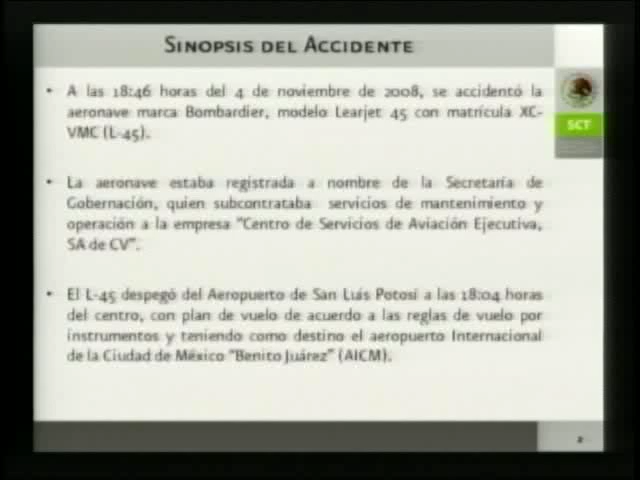 SINOPSIS DEL ACCIDENTE
• A las 18:46 horas del 4 de noviembre de 2008, se accidentó la
aeronave marca Bombardier, modelo Learjet 45 con matrícula XC-
VMC (L-45).
SCT
• La aeronave estaba registrada a nombre de la Secretaría de
Gobernación, quien subcontrataba servicios de mantenimiento y
operación a la empresa "Centro de Servicios de Aviación Ejecutiva,
SA de CV".
• El L-45 despegó del Aeropuerto de San Luis Potosí a las 18:04 horas
del centro, con plan de vuelo de acuerdo a las reglas de vuelo por
instrumentos y teniendo como destino el aeropuerto Internacional
de la Ciudad de México "Benito Juárez" (AICM).
2